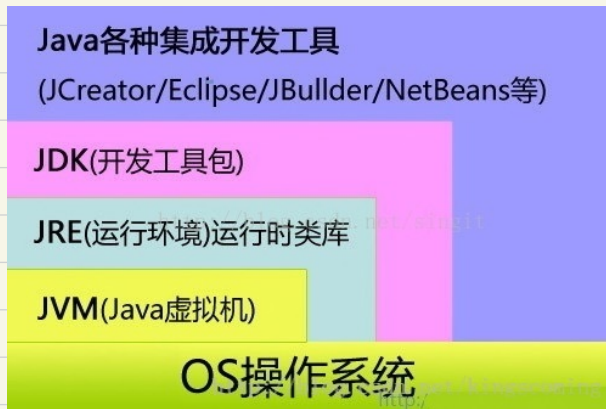 Java各种集成开发工具
(JCreator/Eclipse/JBullder/NetBeans等)
JDK(开发工具包)
JRE(运行环境)运行时类库
JVM(Java虚拟机)
OS操作系统
http:/